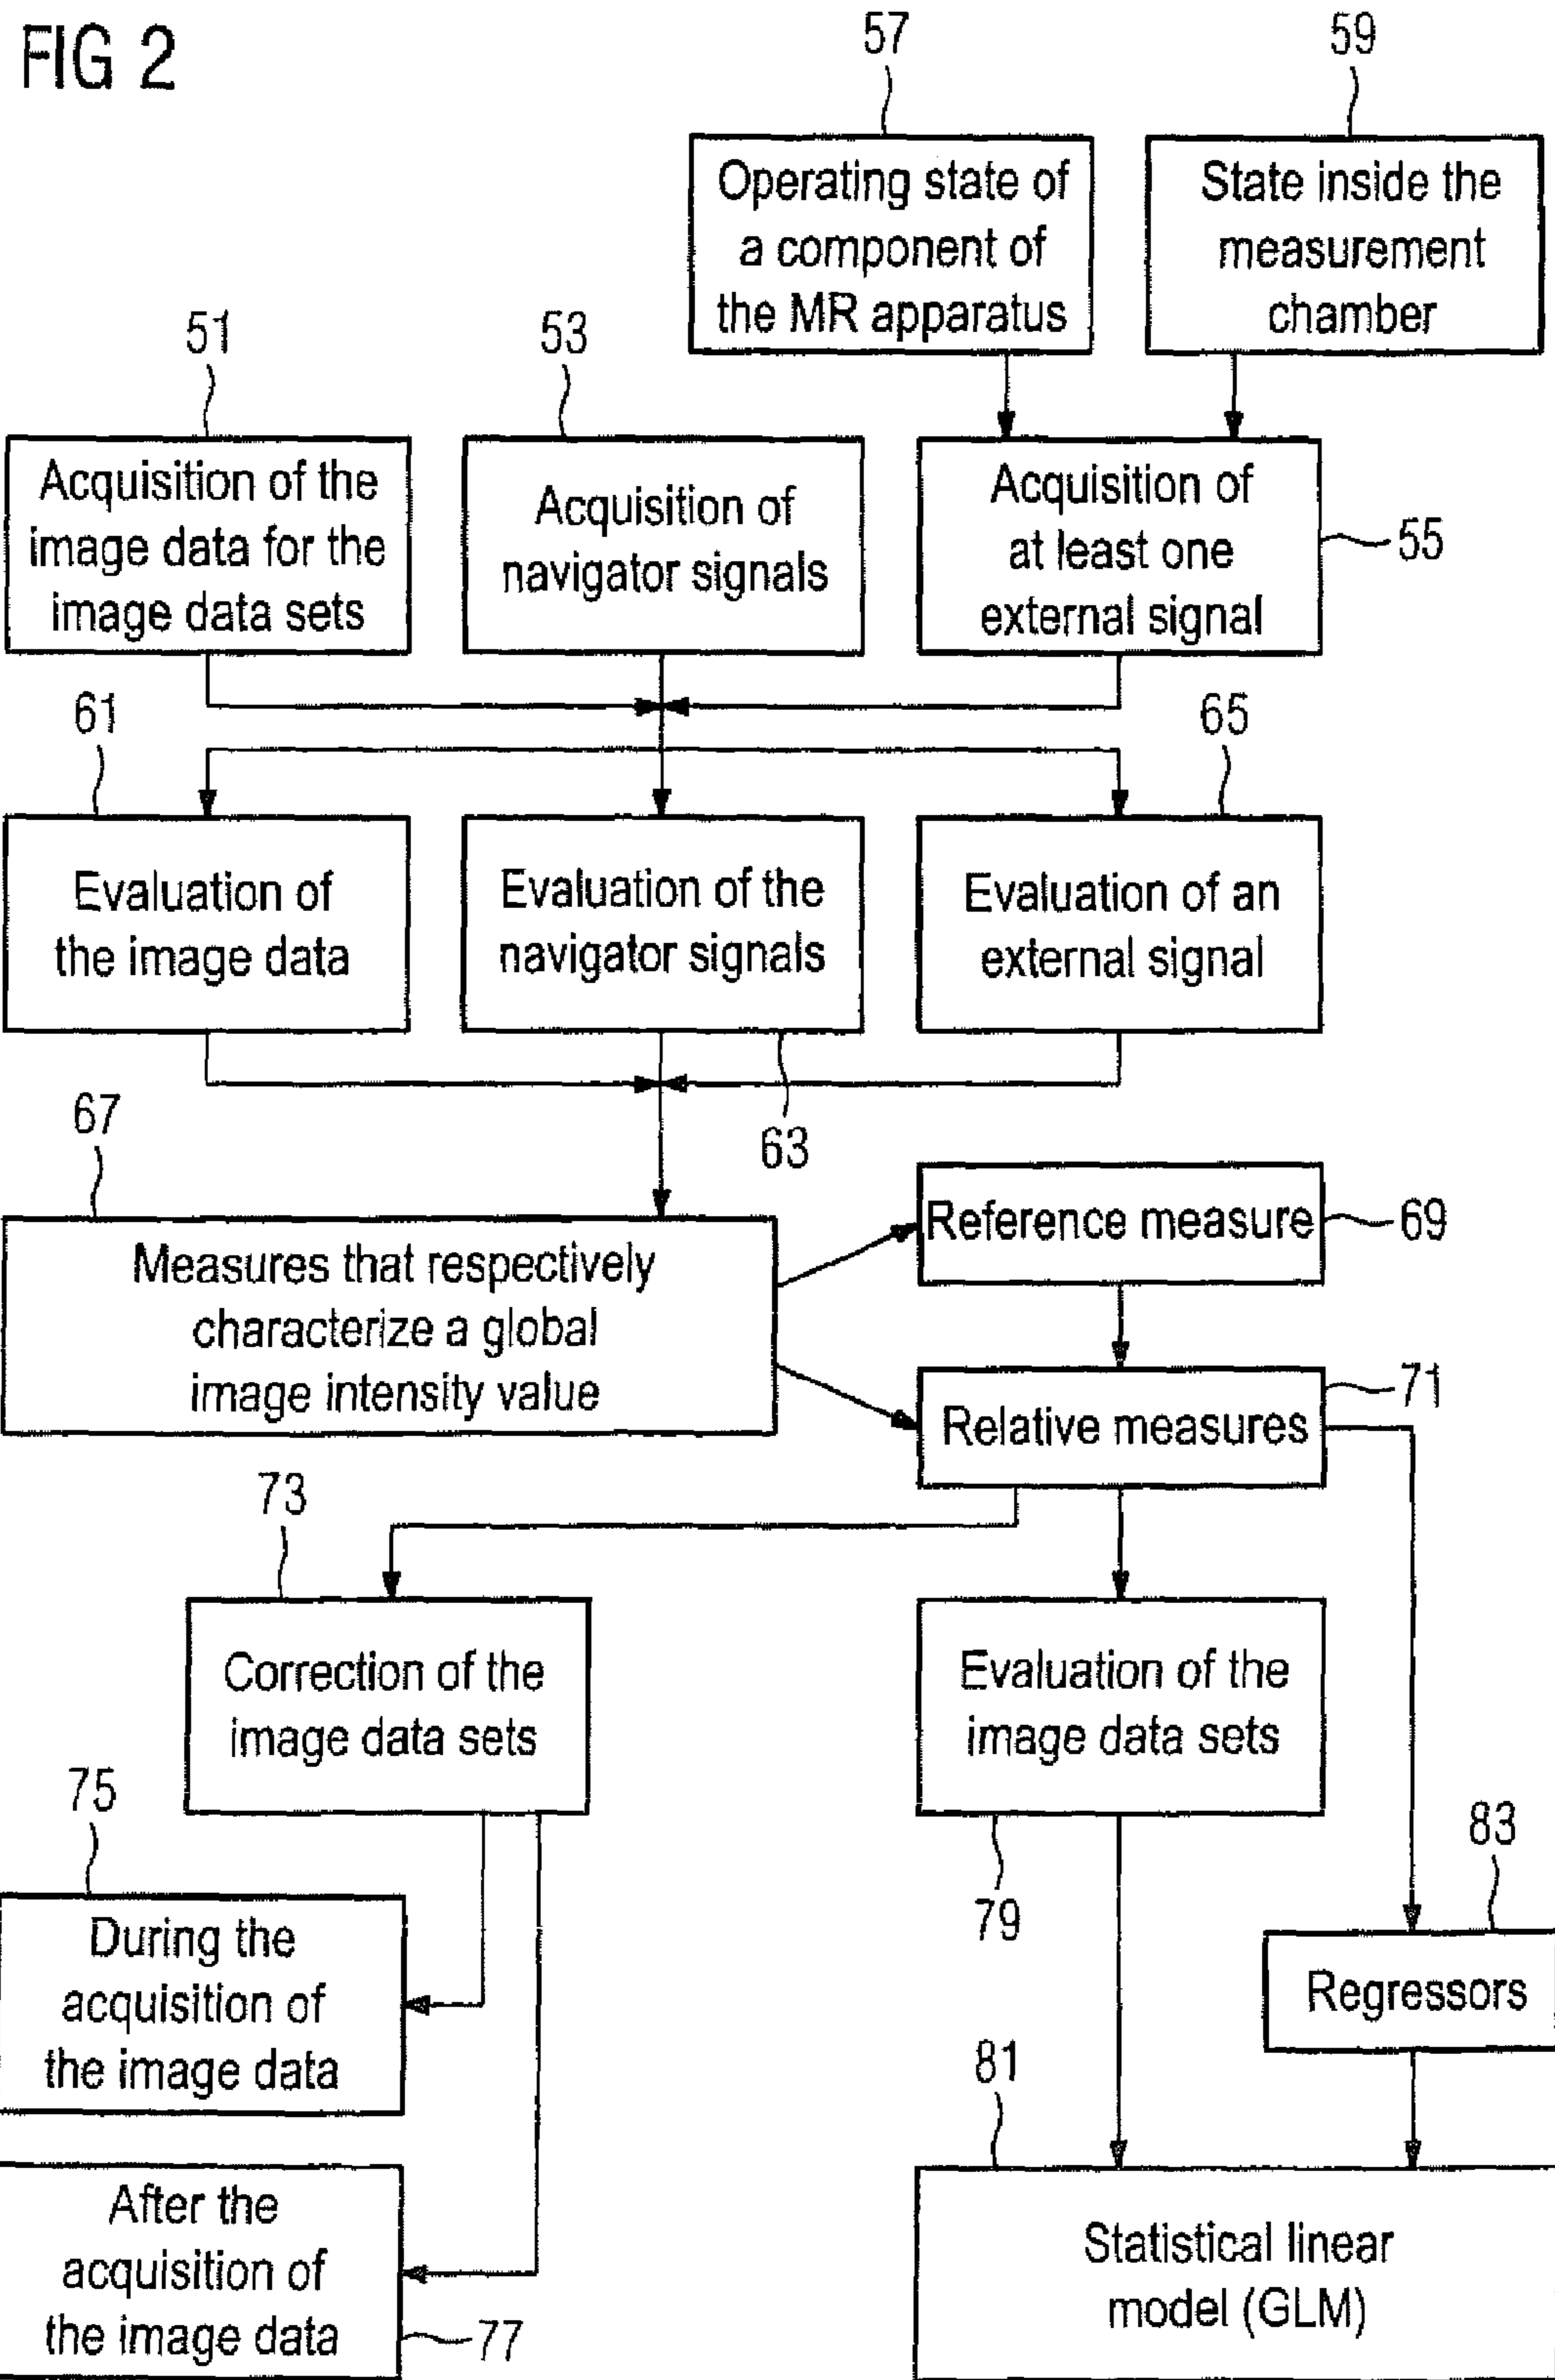 FIG 2
57
59
Operating state of
a component of
the MR apparatus
State inside the
measurement
chamber
51
53
Acquisition of the
image data for the
image data sets
Acquisition of
navigator signals
Acquisition of
at least one
external signal
55
61
65
Evaluation of
the image data
Evaluation of the
navigator signals
Evaluation of an
external signal
63
67
Measures that respectively
characterize a global
image intensity value
Reference measure
69
Relative measures
71
73
Correction of the
image data sets
Evaluation of the
image data sets
75
79
83
During the
acquisition of
the image data
Regressors
81
After the
acquisition of
the image data
77
Statistical linear
model (GLM)